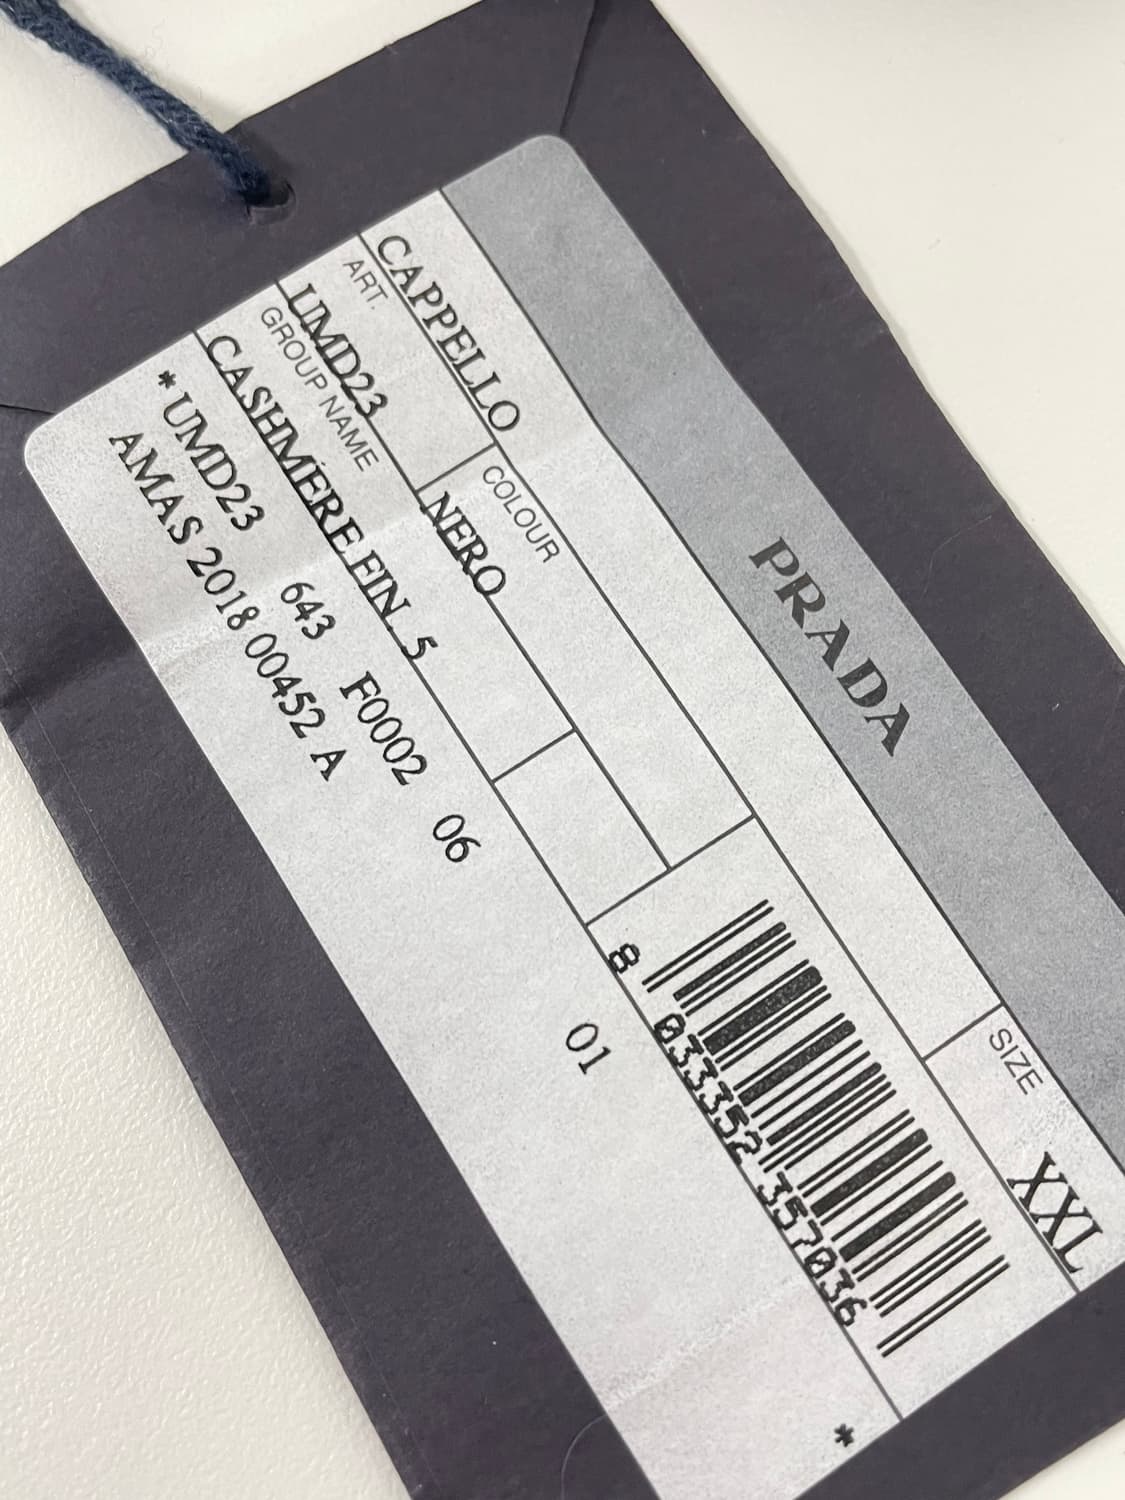 PRADA
CAPPELLO
SIZE
XXL
ART.
UMD23
COLOUR
NERO
GROUP NAME
CASHMERE FIN. 5
8 033352 357036
*UMD23 643 F0002 06 01 *
AMAS 2018 00452 A